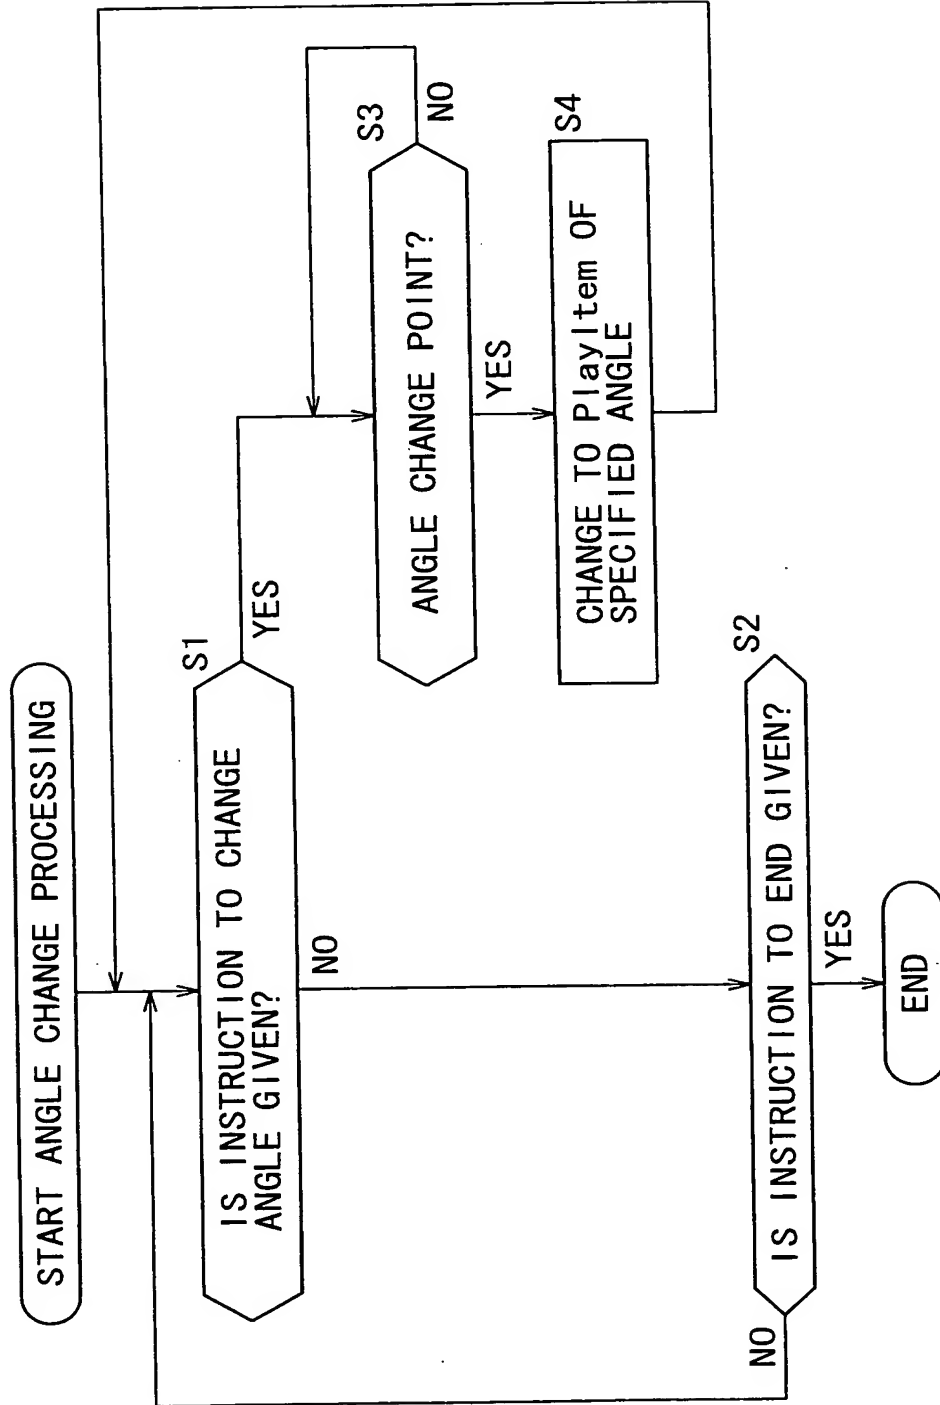 START ANGLE CHANGE PROCESSING
S1
IS INSTRUCTION TO CHANGE
ANGLE GIVEN?
YES
NO
S3
ANGLE CHANGE POINT?
NO
YES
S4
CHANGE TO PlayItem OF
SPECIFIED ANGLE
S2
IS INSTRUCTION TO END GIVEN?
NO
YES
END